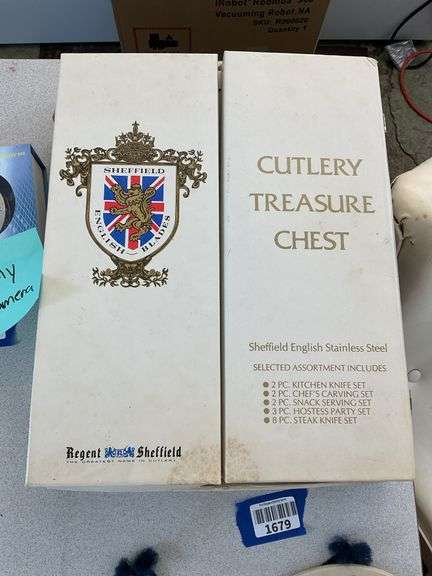 iRobot Roomba
Vacuuming Robot NA
Quantity 1
SHEFFIELD
ENGLISH BLADES
CUTLERY
TREASURE
CHEST
Sheffield English Stainless Steel
SELECTED ASSORTMENT INCLUDES
● 2 PC. KITCHEN KNIFE SET
● 2 PC. CHEF'S CARVING SET
● 2 PC. SNACK SERVING SET
● 3 PC. HOSTESS PARTY SET
● 8 PC. STEAK KNIFE SET
Regent Sheffield
THE GREATEST NAME IN CUTLERY
1679